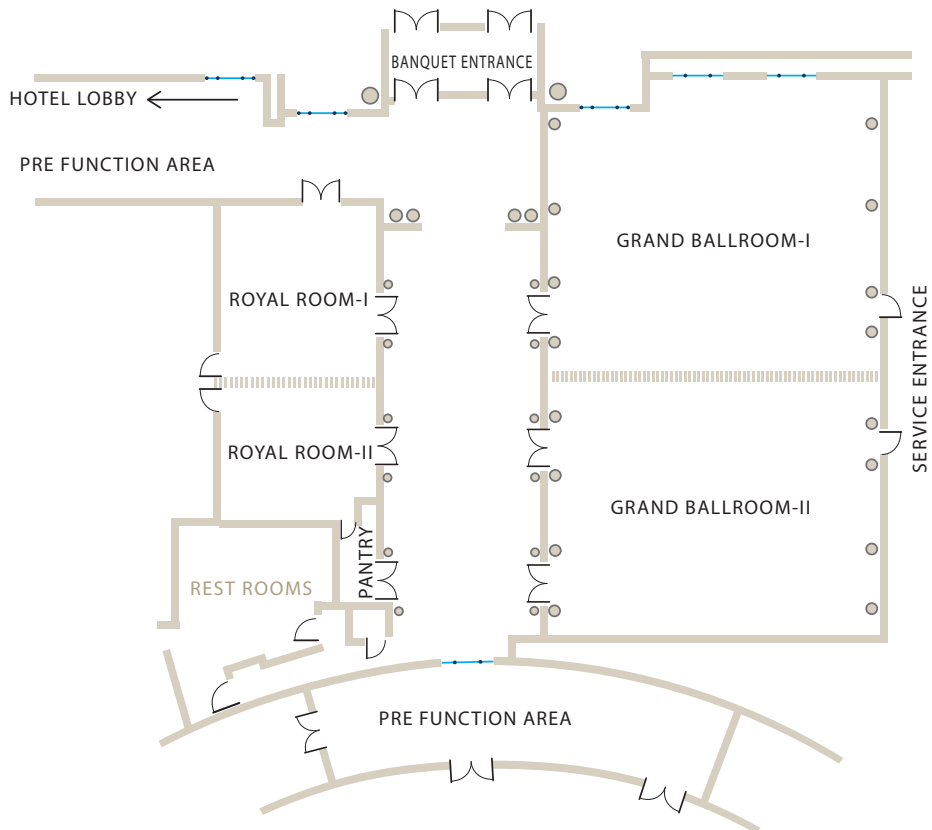 BANQUET ENTRANCE
HOTEL LOBBY
PRE FUNCTION AREA
GRAND BALLROOM-I
ROYAL ROOM-I
SERVICE ENTRANCE
ROYAL ROOM-II
GRAND BALLROOM-II
PANTRY
REST ROOMS
PRE FUNCTION AREA